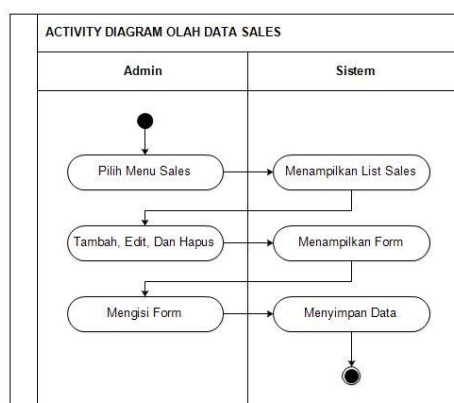 ACTIVITY DIAGRAM OLAH DATA SALES
Admin
Sistem
Pilih Menu Sales
Menampilkan List Sales
Tambah, Edit, Dan Hapus
Menampilkan Form
Mengisi Form
Menyimpan Data